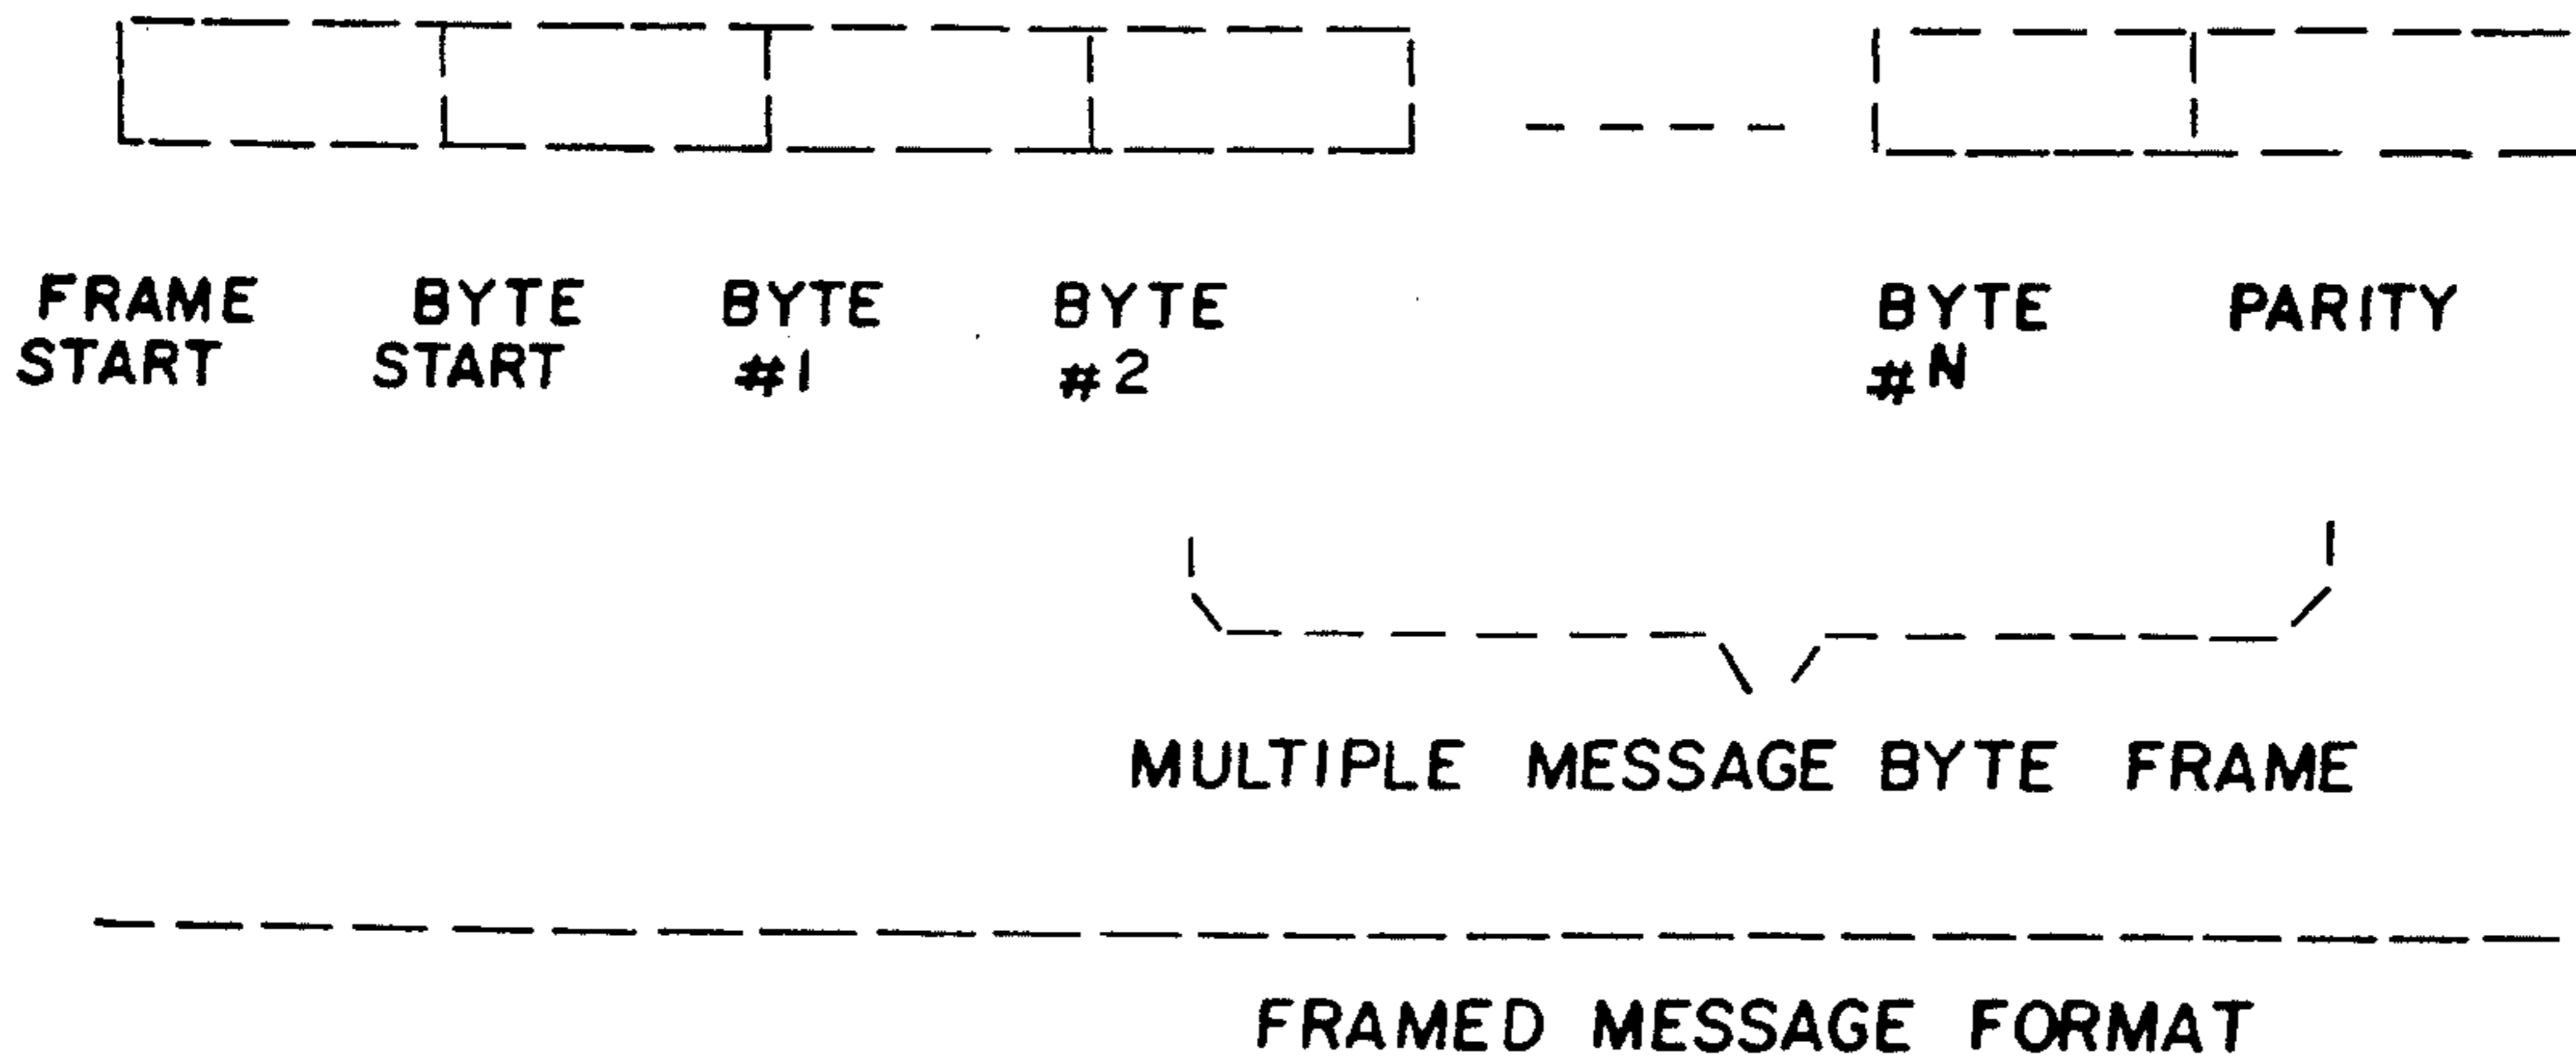 FRAME BYTE BYTE BYTE BYTE PARITY
START START #1 #2 #N
MULTIPLE MESSAGE BYTE FRAME
FRAMED MESSAGE FORMAT